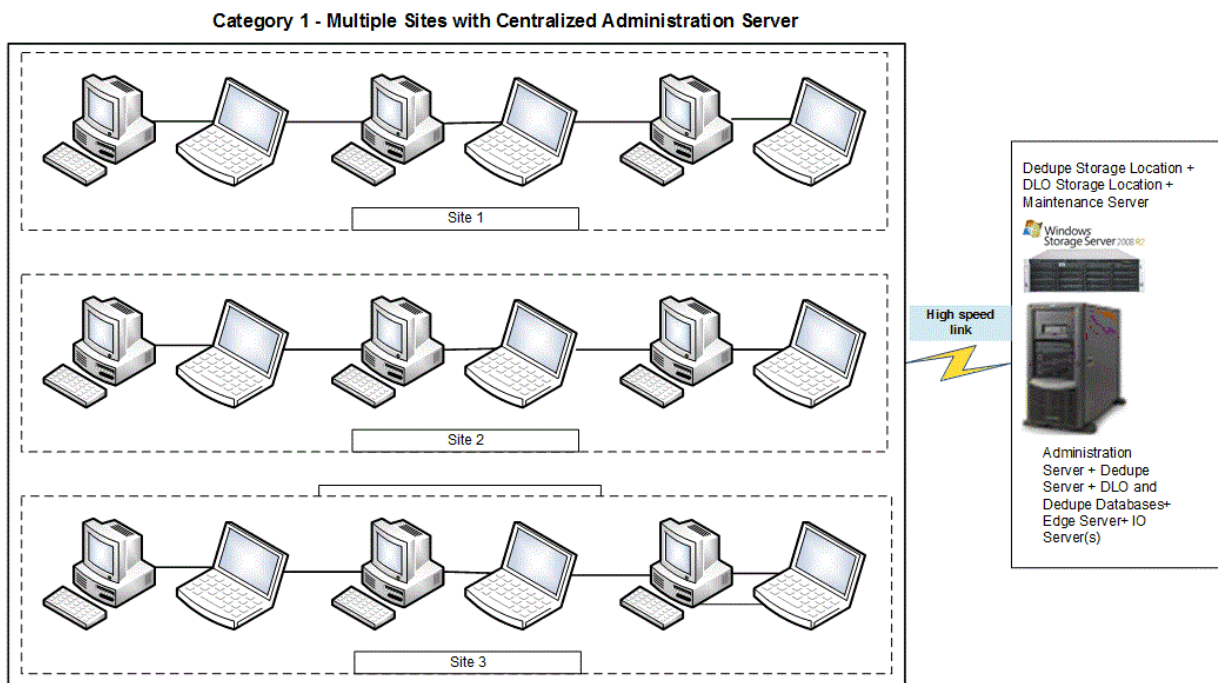 Category 1 - Multiple Sites with Centralized Administration Server
Site 1
Site 2
Site 3
High speed
link
Dedupe Storage Location +
DLO Storage Location +
Maintenance Server
Windows
Storage Server 2008 R2
Administration
Server + Dedupe
Server + DLO and
Dedupe Databases+
Edge Server+ IO
Server(s)